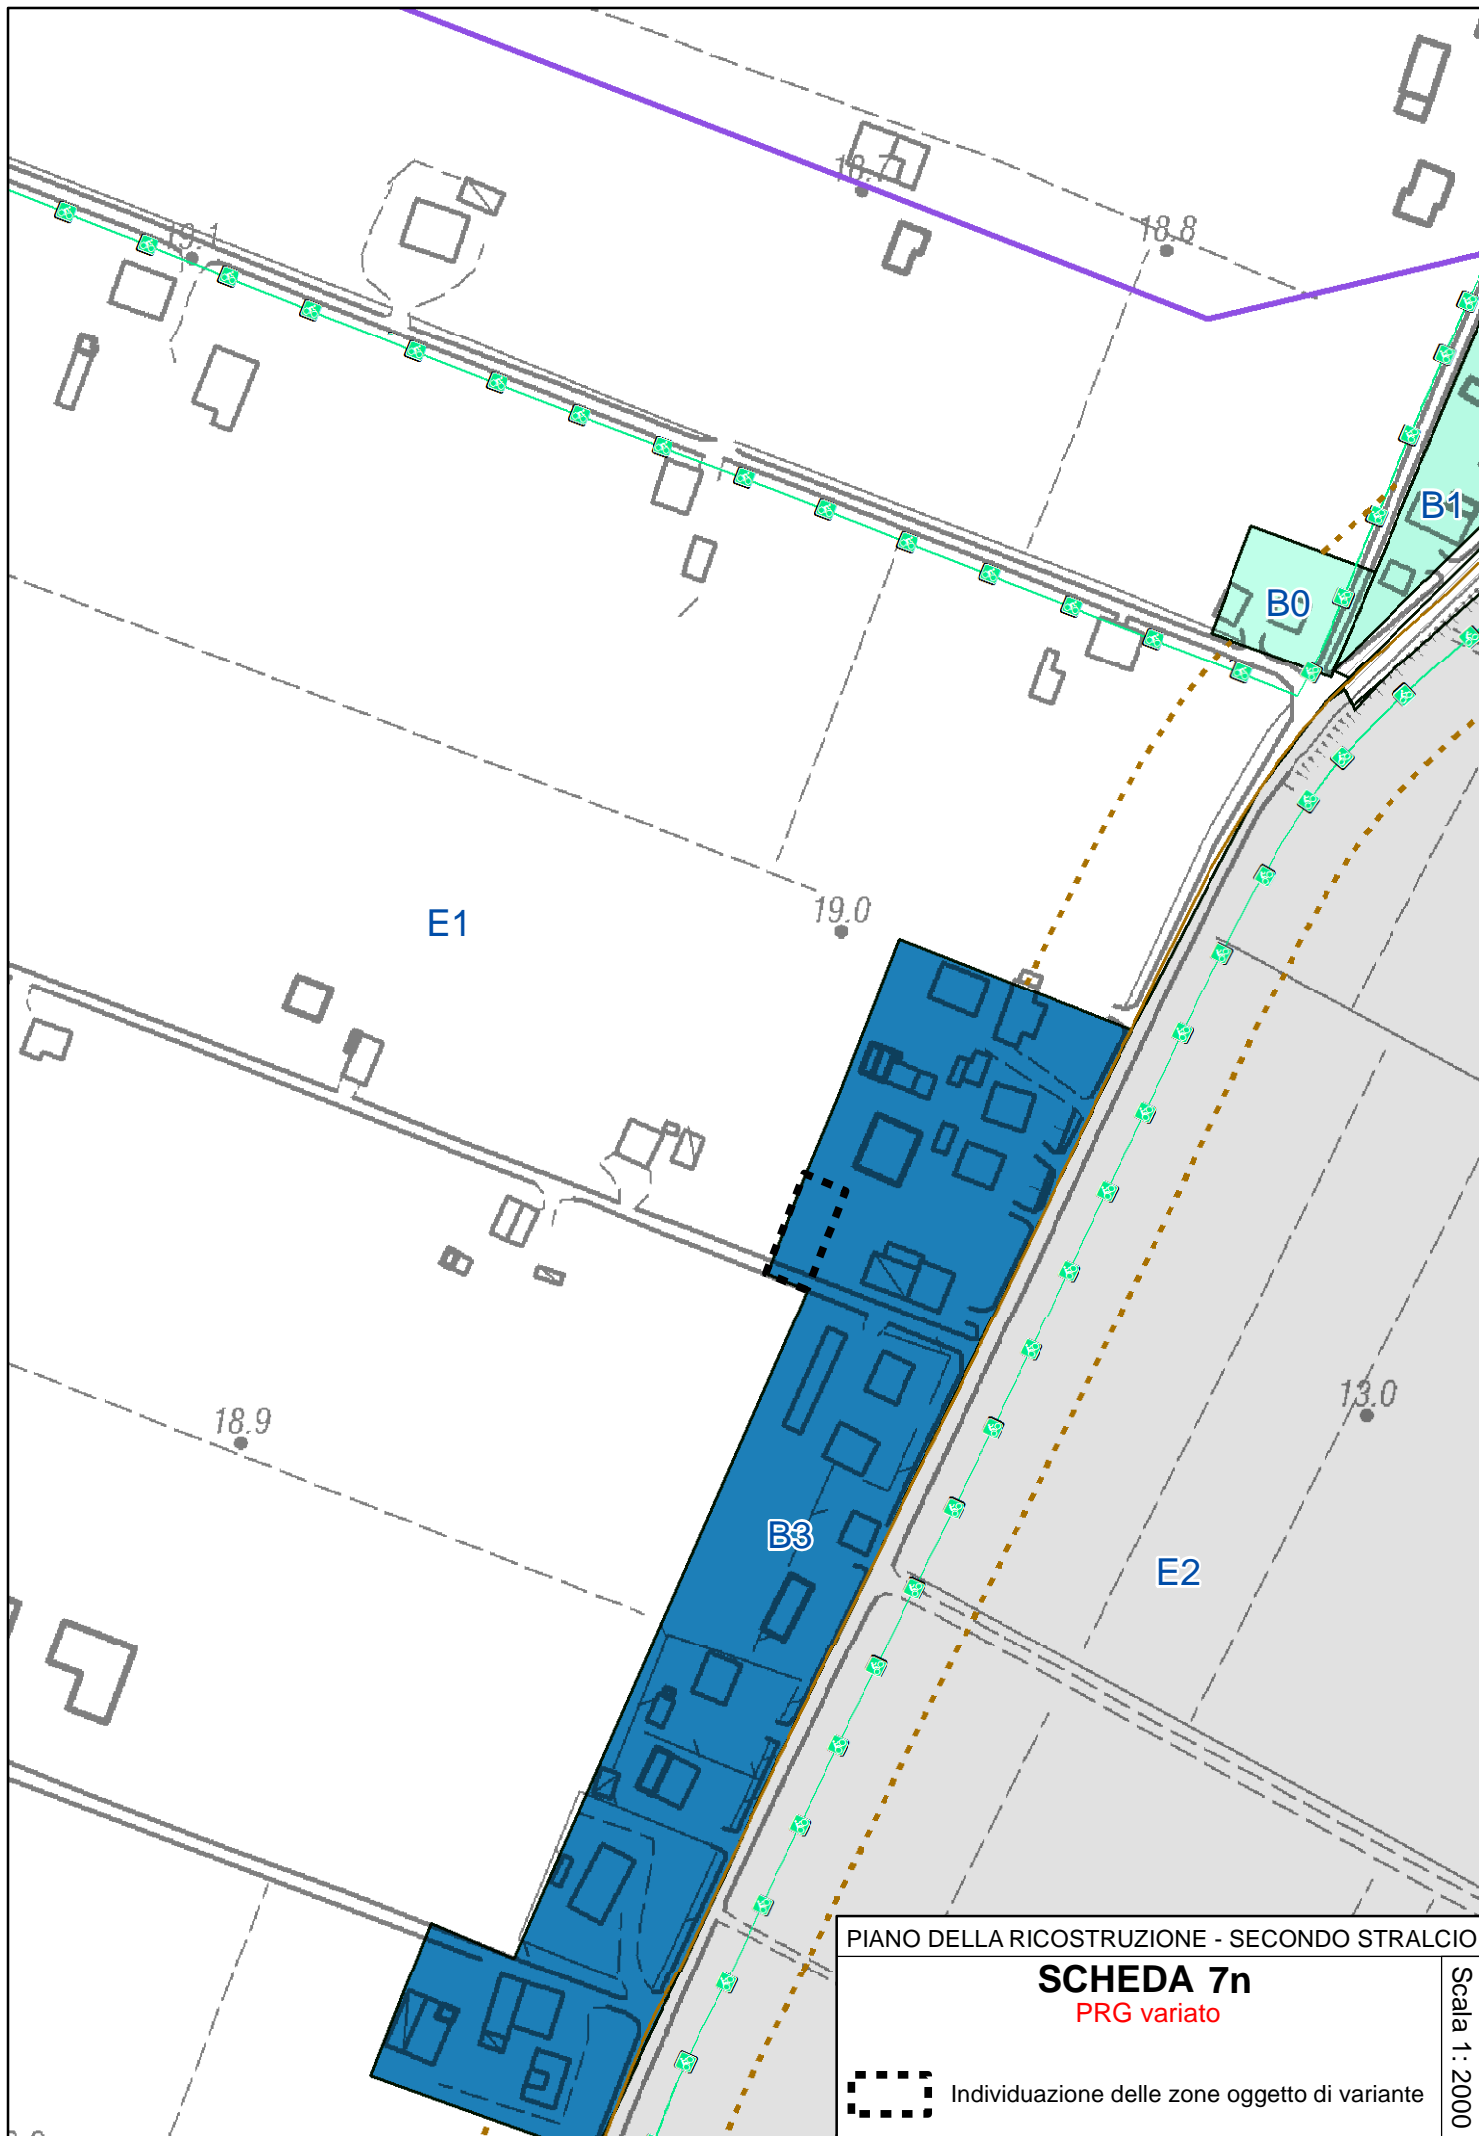 18.7
18.8
19.1
B1
B0
19.0
E1
13.0
18.9
B3
E2
PIANO DELLA RICOSTRUZIONE - SECONDO STRALCIO
SCHEDA 7n
PRG variato
Scala 1: 2000
Individuazione delle zone oggetto di variante